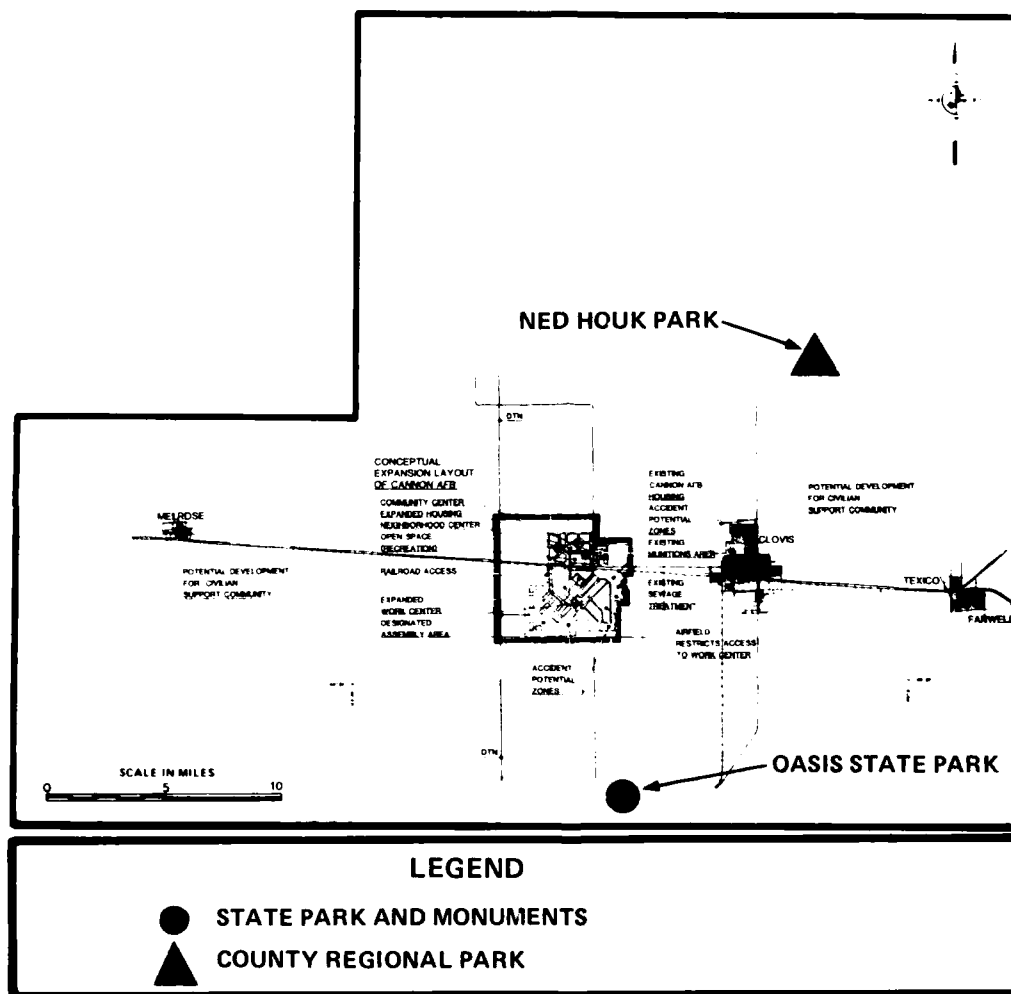 NED HOUK PARK
DTN
CONCEPTUAL
EXPANSION LAYOUT
OF CANNON AFB
COMMUNITY CENTER
EXPANDED HOUSING
NEIGHBORHOOD CENTER
OPEN SPACE
(RECREATION)
RAILROAD ACCESS
EXPANDED
WORK CENTER
DESIGNATED
ASSEMBLY AREA
MELROSE
POTENTIAL DEVELOPMENT
FOR CIVILIAN
SUPPORT COMMUNITY
EXISTING
CANNON AFB
HOUSING
ACCIDENT
POTENTIAL
ZONES
EXISTING
MUNITIONS AREA
EXISTING
SEWAGE
TREATMENT
AIRFIELD
RESTRICTS ACCESS
TO WORK CENTER
POTENTIAL DEVELOPMENT
FOR CIVILIAN
SUPPORT COMMUNITY
CLOVIS
TEXICO
FARWELL
ACCIDENT
POTENTIAL
ZONES
DTN
SCALE IN MILES
0 5 10
OASIS STATE PARK
LEGEND
STATE PARK AND MONUMENTS
COUNTY REGIONAL PARK